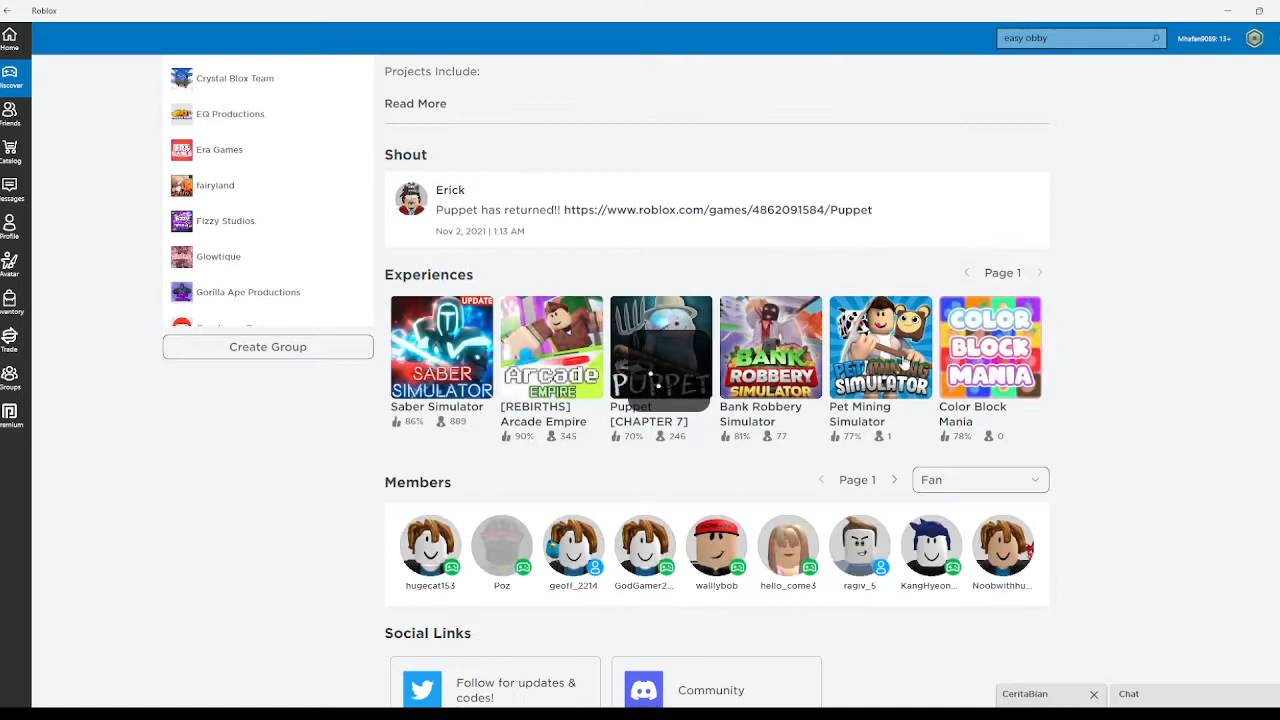 Roblox
easy obby
Mhafan9059: 13+
Home
Discover
Friends
Catalog
Messages
Profile
Avatar
Inventory
Trade
Groups
Premium
Crystal Blox Team
EQ Productions.
Era Games
fairyland
Fizzy Studios.
Glowtique
Gorilla Ape Productions
Create Group
Projects Include:
Read More
Shout
Erick
Puppet has returned!! https://www.roblox.com/games/4862091584/Puppet
Nov 2, 2021 | 1:13 AM
Experiences
Page 1
UPDATE
SABER
SIMULATOR
Arcade
EMPIRE
PUPPET
BANK
ROBBERY
SIMULATOR
PET MINING
SIMULATOR
COLOR
BLOCK
MANIA
Saber Simulator
86% 889
[REBIRTHS]
Arcade Empire
90% 345
Puppet
[CHAPTER 7]
70% 246
Bank Robbery
Simulator
81% 77
Pet Mining
Simulator
77% 1
Color Block
Mania
78% 0
Members
Page 1
Fan
hugecat153
Poz
geoff_2214
GodGamer2...
walllybob
hello_come3
ragiv_5
KangHyeon...
Noobwithhu...
Social Links
Follow for updates &
codes!
Community
CeritaBian
Chat